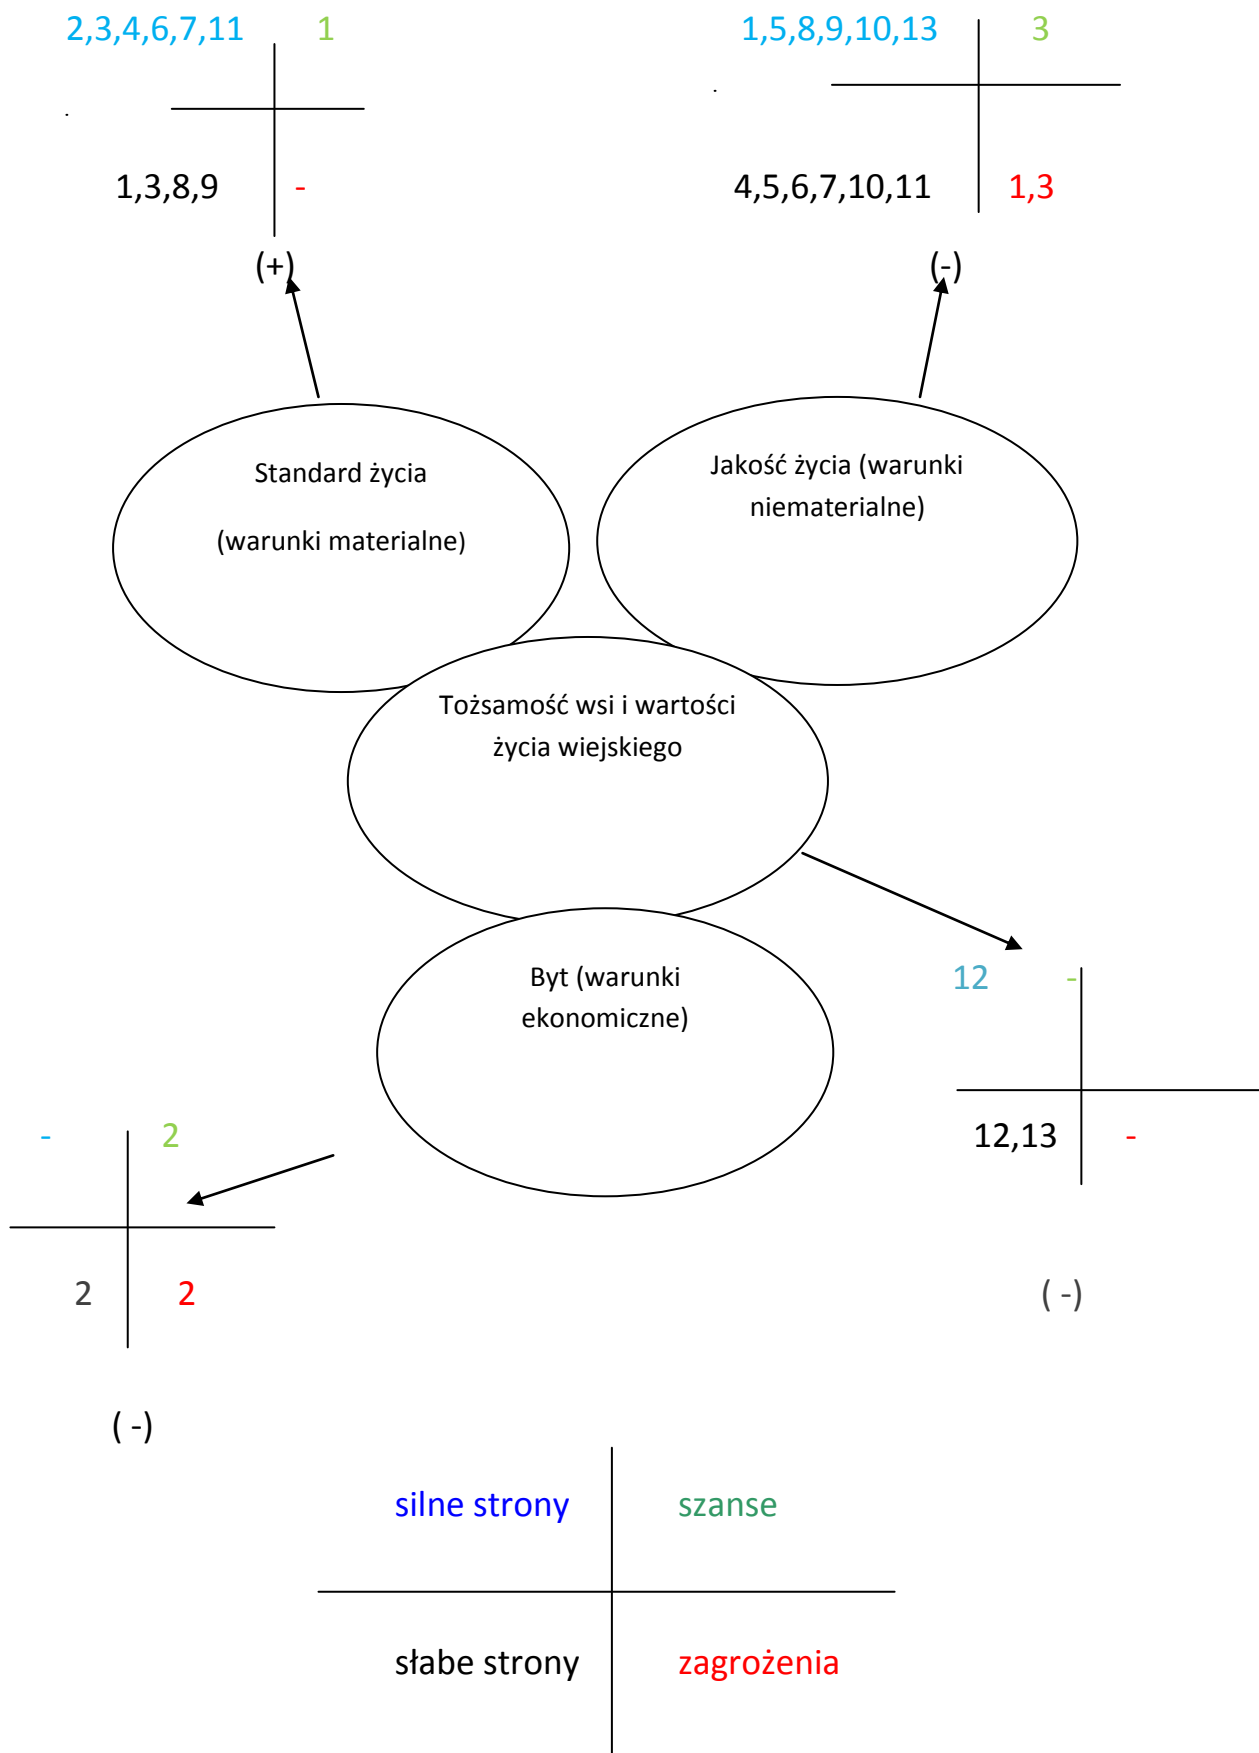 2,3,4,6,7,11 1
1,5,8,9,10,13 3
.
.
1,3,8,9 -
4,5,6,7,10,11 1,3
(+)
(-)
Standard życia
(warunki materialne)
Jakość życia (warunki
niematerialne)
Tożsamość wsi i wartości
życia wiejskiego
Byt (warunki
ekonomiczne)
12 -
12,13 -
( -)
- 2
2 2
( -)
silne strony szanse
słabe strony zagrożenia